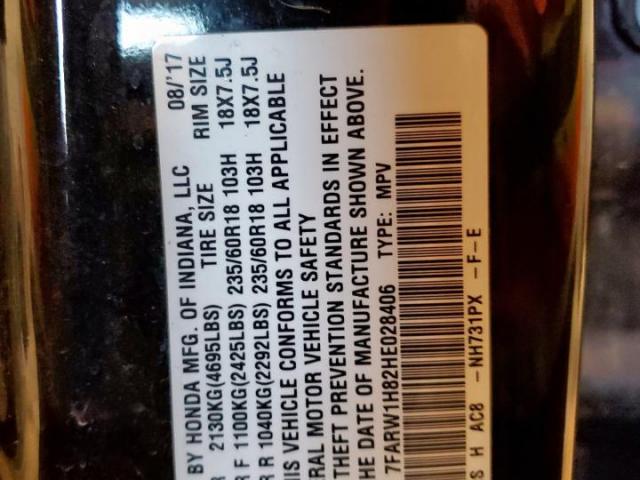 BY HONDA MFG. OF INDIANA, LLC 08/'17
R 2130KG(4695LBS) TIRE SIZE RIM SIZE
R F 1100KG(2425LBS) 235/60R18 103H 18X7.5J
R R 1040KG(2292LBS) 235/60R18 103H 18X7.5J
IS VEHICLE CONFORMS TO ALL APPLICABLE
RAL MOTOR VEHICLE SAFETY
THEFT PREVENTION STANDARDS IN EFFECT
HE DATE OF MANUFACTURE SHOWN ABOVE.
7FARW1H82HE028406 TYPE: MPV
S H AC8 -NH731PX -F-E